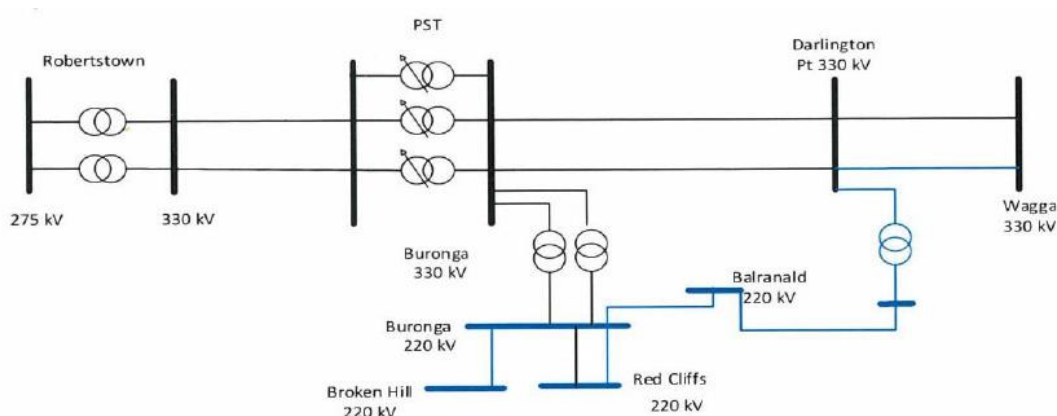 PST
Robertstown
Darlington
Pt 330 kV
275 kV
330 kV
Wagga
330 kV
Buronga
330 kV
Balranald
220 kV
Buronga
220 kV
Broken Hill
220 kV
Red Cliffs
220 kV